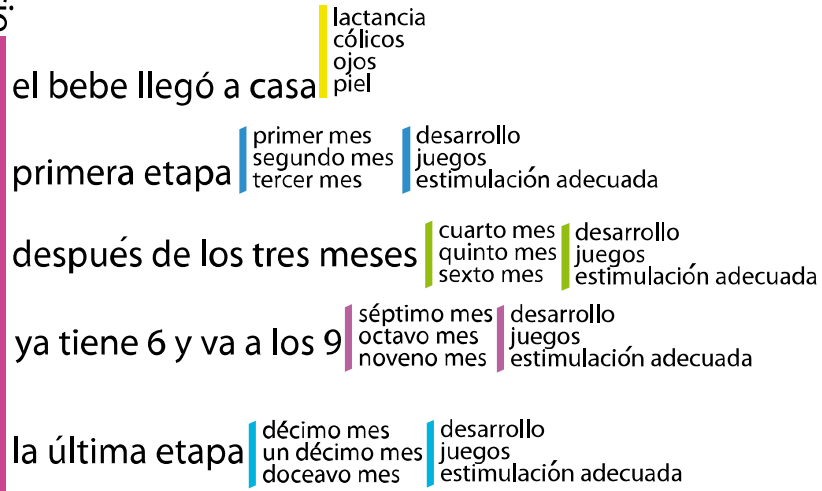 el bebe llegó a casa
lactancia
cólicos
ojos
piel
primera etapa
primer mes
segundo mes
tercer mes
desarrollo
juegos
estimulación adecuada
después de los tres meses
cuarto mes
quinto mes
sexto mes
desarrollo
juegos
estimulación adecuada
ya tiene 6 y va a los 9
séptimo mes
octavo mes
noveno mes
desarrollo
juegos
estimulación adecuada
la última etapa
décimo mes
un décimo mes
doceavo mes
desarrollo
juegos
estimulación adecuada